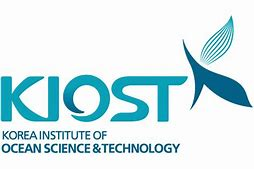 KIOST
KOREA INSTITUTE OF
OCEAN SCIENCE & TECHNOLOGY